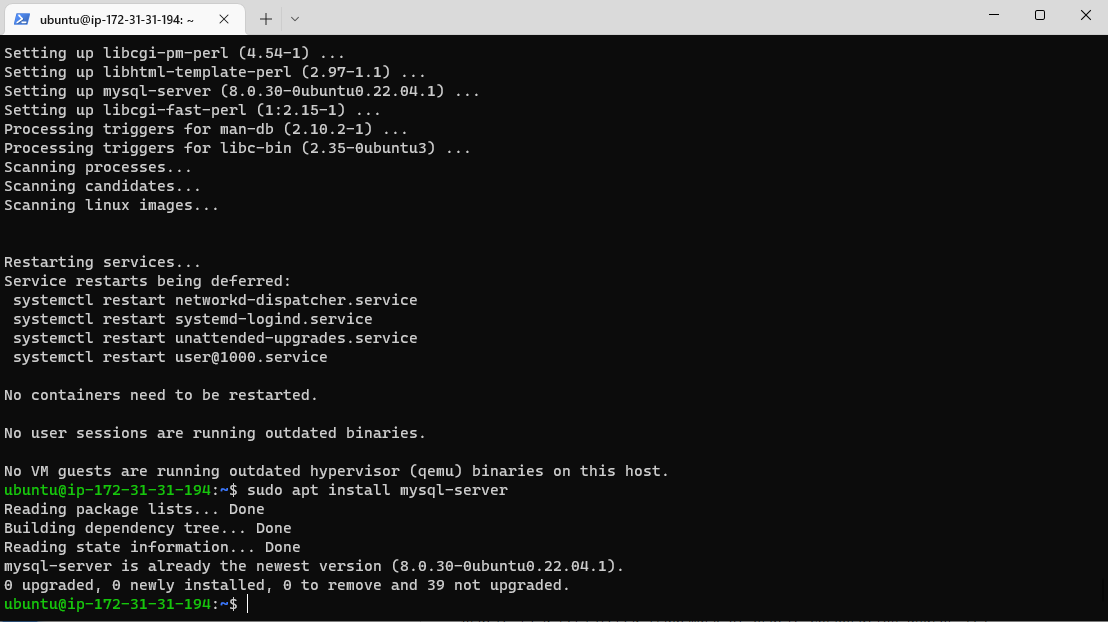 ubuntu@ip-172-31-31-194: ~
Setting up libcgi-pm-perl (4.54-1) ...
Setting up libhtml-template-perl (2.97-1.1) ...
Setting up mysql-server (8.0.30-0ubuntu0.22.04.1) ...
Setting up libcgi-fast-perl (1:2.15-1) ...
Processing triggers for man-db (2.10.2-1) ...
Processing triggers for libc-bin (2.35-0ubuntu3) ...
Scanning processes...
Scanning candidates...
Scanning linux images...
Restarting services...
Service restarts being deferred:
systemctl restart networkd-dispatcher.service
systemctl restart systemd-logind.service
systemctl restart unattended-upgrades.service
systemctl restart user@1000.service
No containers need to be restarted.
No user sessions are running outdated binaries.
No VM guests are running outdated hypervisor (qemu) binaries on this host.
ubuntu@ip-172-31-31-194:~$ sudo apt install mysql-server
Reading package lists... Done
Building dependency tree... Done
Reading state information... Done
mysql-server is already the newest version (8.0.30-0ubuntu0.22.04.1).
0 upgraded, 0 newly installed, 0 to remove and 39 not upgraded.
ubuntu@ip-172-31-31-194:~$